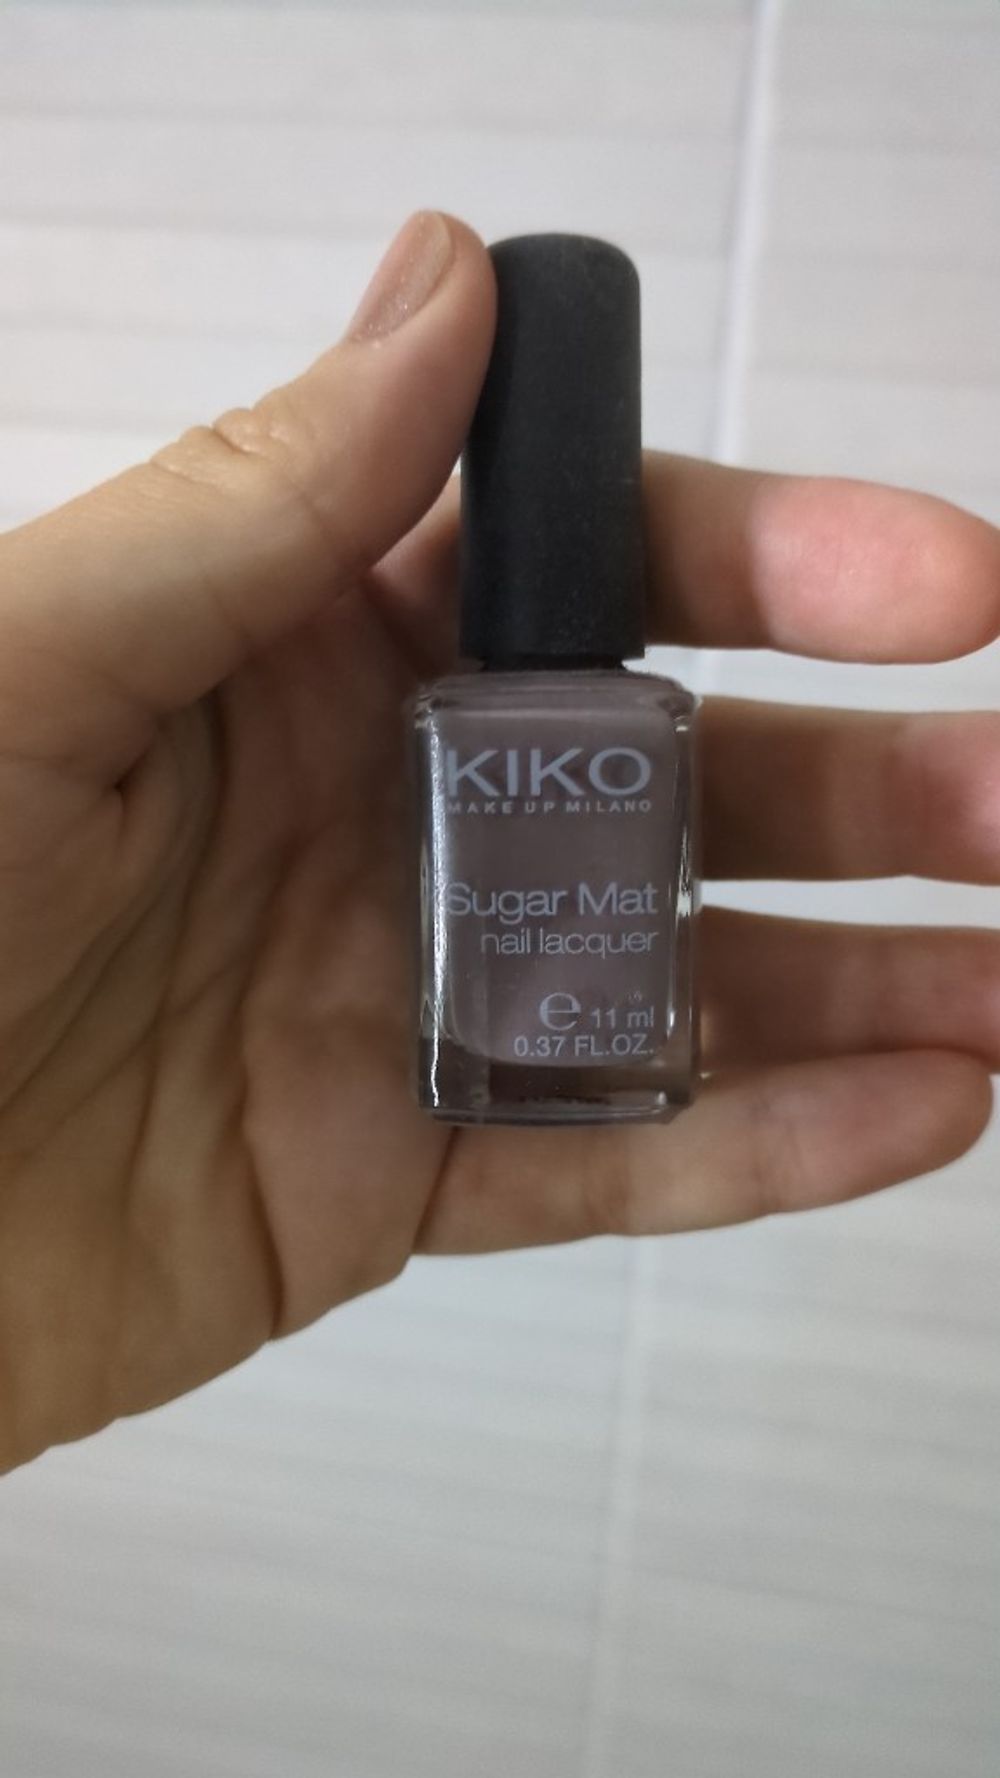 KIKO
MAKE UP MILANO
Sugar Mat
nail lacquer
℮ 11 ml
0.37 FL.OZ.